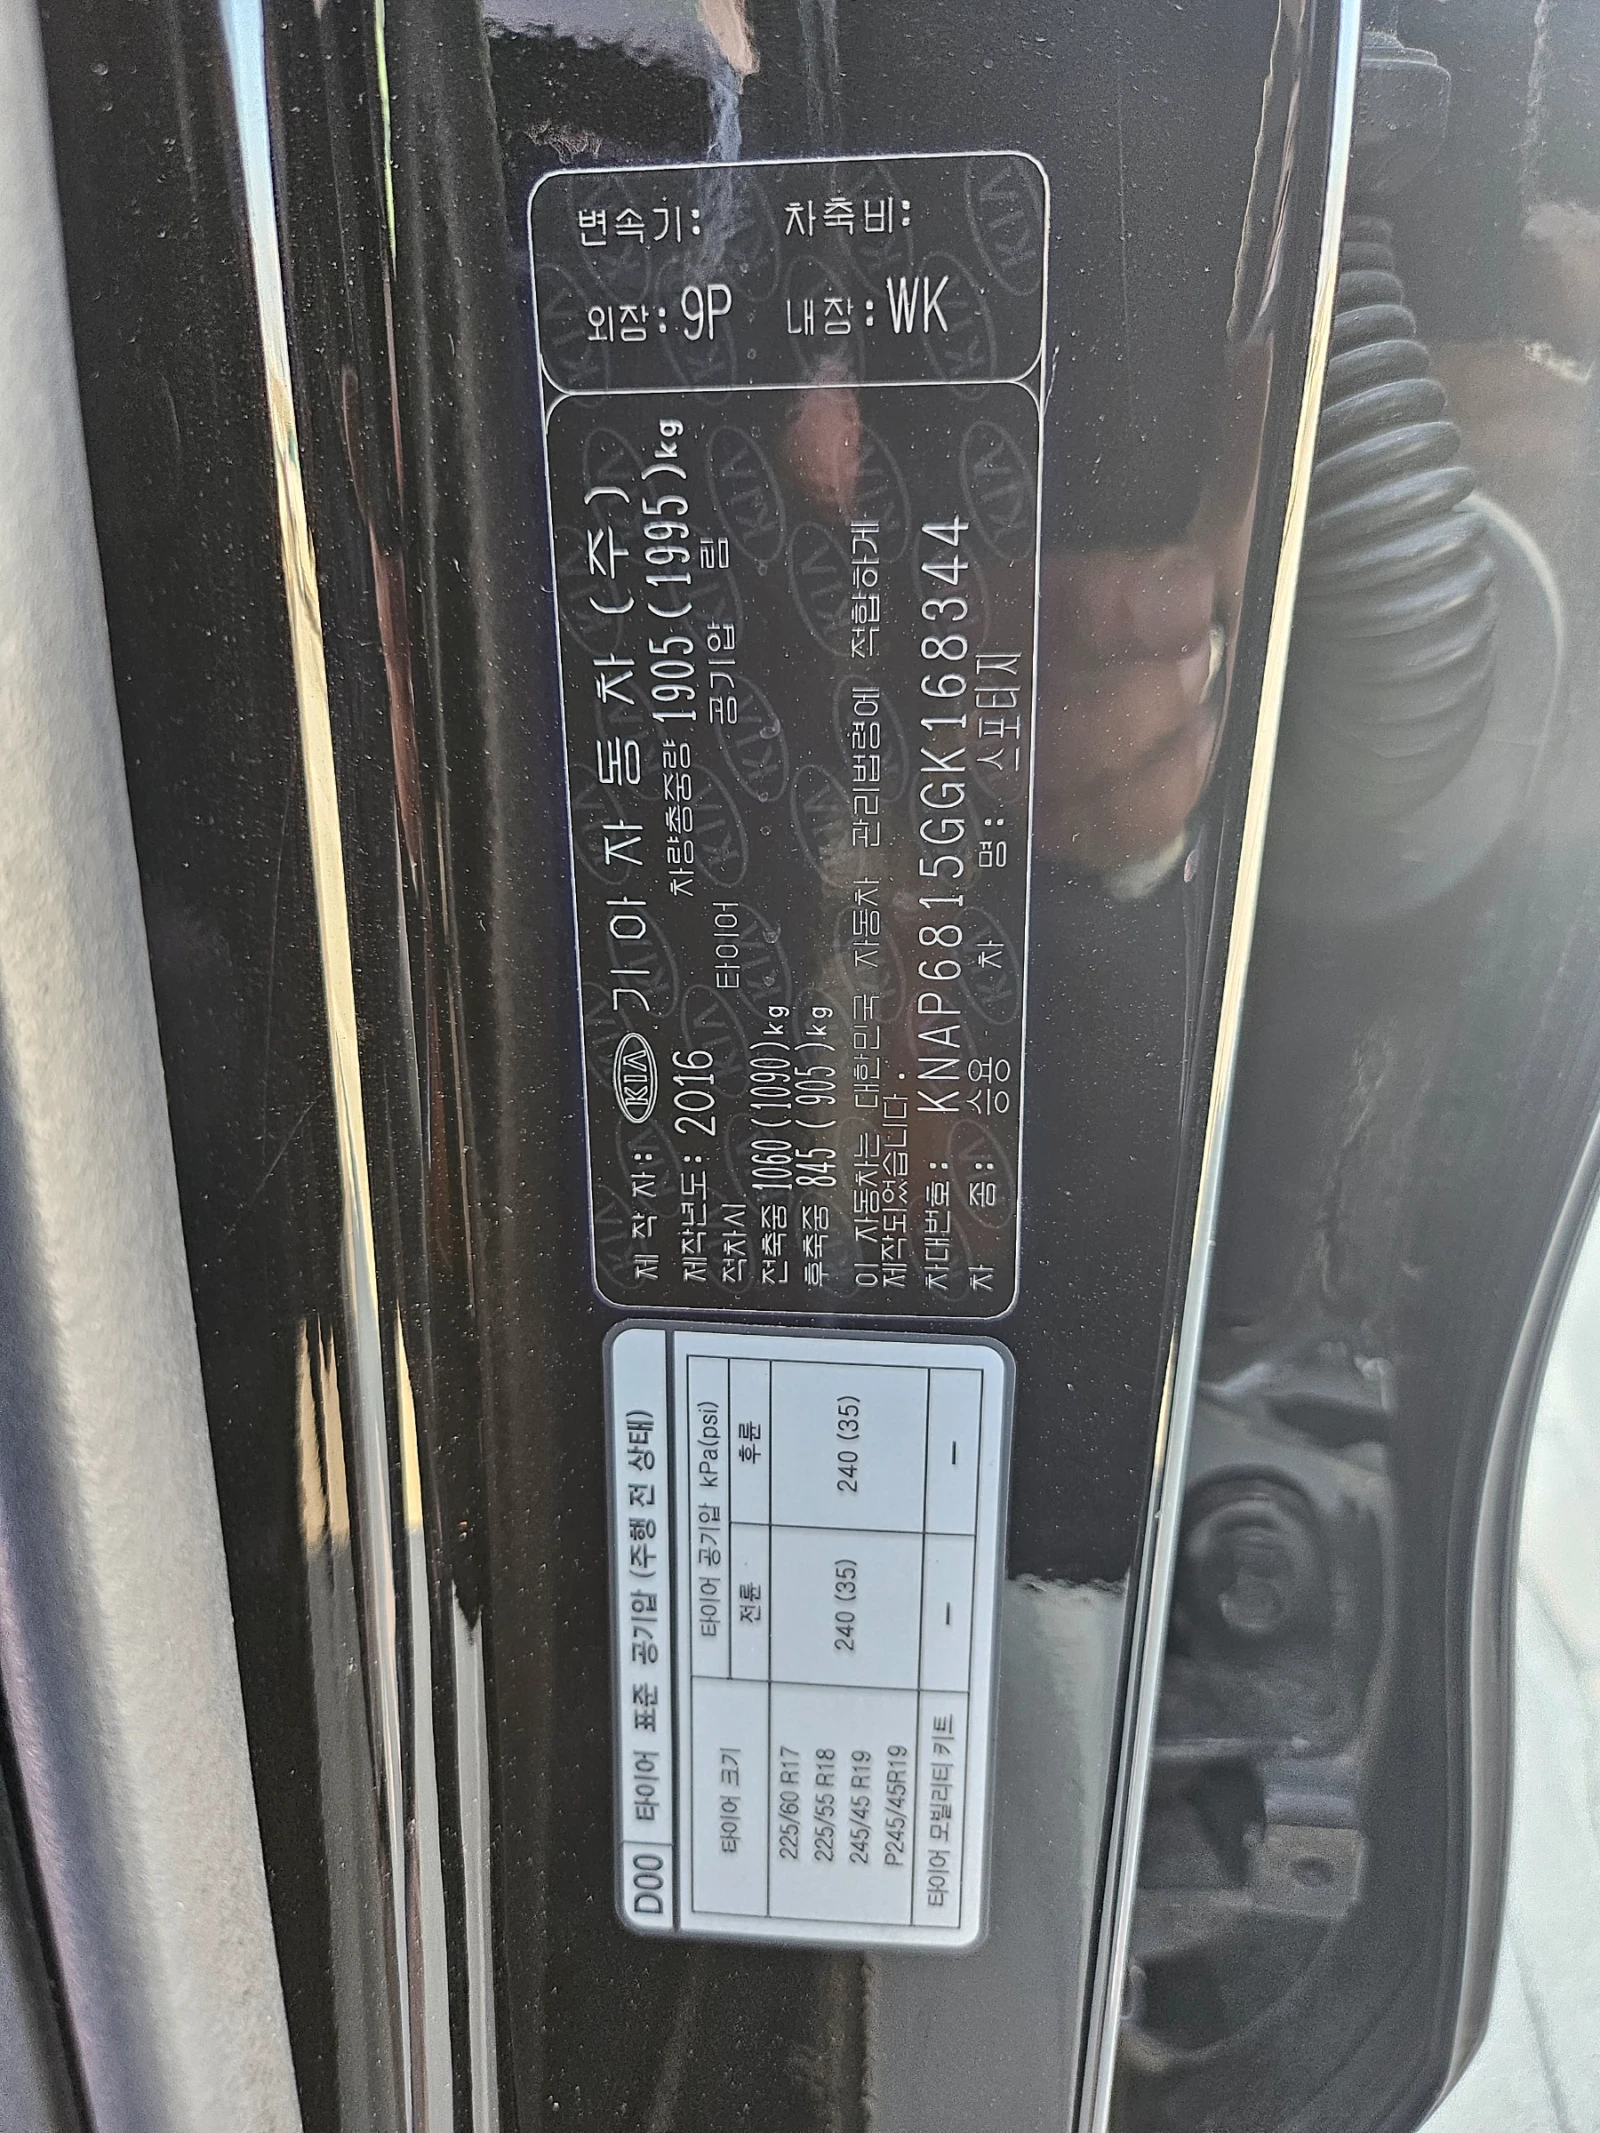 변속기: 차축비:
외장: 9P 내장: WK
제 작 자: KIA 기아자동차(주)
제작년도: 2016 차량총중량 1905(1995)kg
적차시 타이어 공기압 림
전축중 1060(1090)kg
후축중 845( 905)kg
이 자동차는 대한민국 자동차 관리법령에 적합하게
제작되었습니다.
차대번호: KNAP6815GGK168344
차 종: 승용 차 명: 스포티지
D00 타이어 표준 공기압 (주행 전 상태)
타이어 크기 타이어 공기압 kPa(psi)
전륜 후륜
225/60 R17
225/55 R18
245/45 R19
P245/45R19
240 (35) 240 (35)
타이어 모빌리티 키트 – –